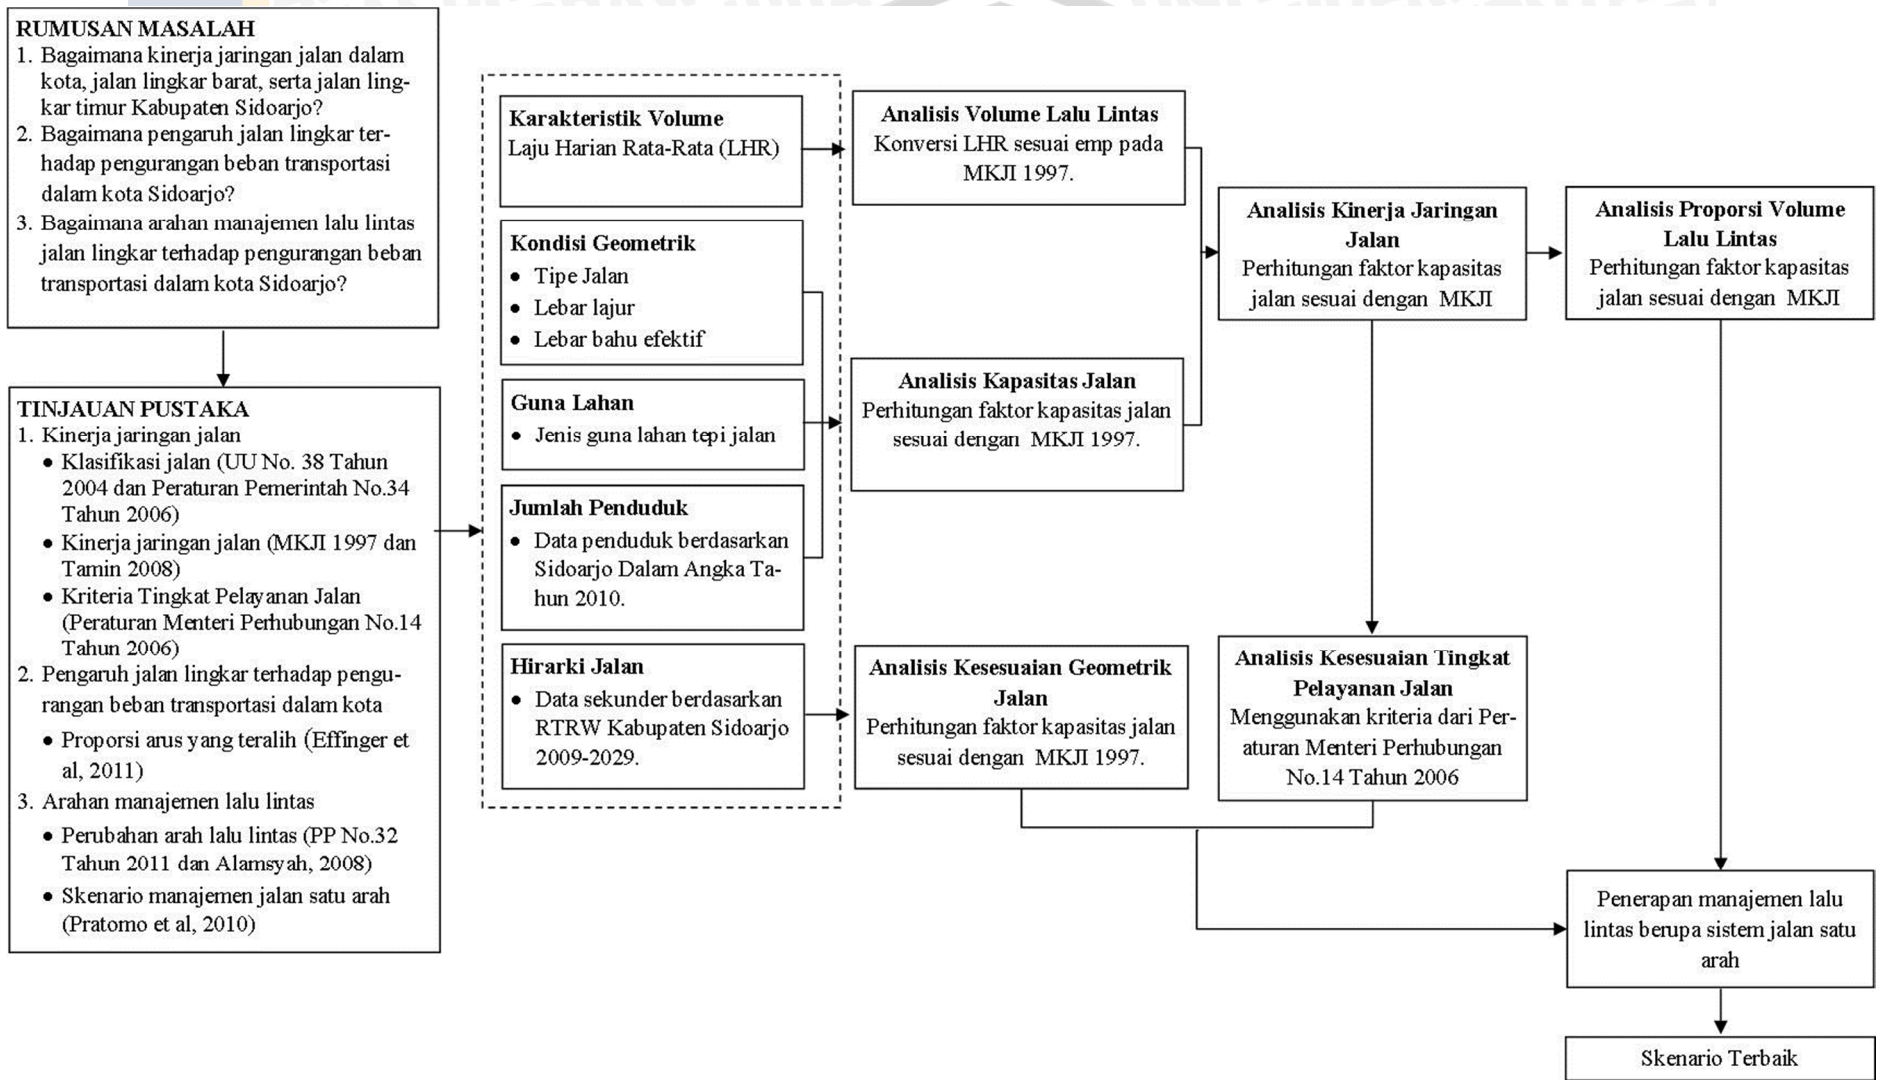 RUMUSAN MASALAH
1. Bagaimana kinerja jaringan jalan dalam
kota, jalan lingkar barat, serta jalan ling-
kar timur Kabupaten Sidoarjo?
2. Bagaimana pengaruh jalan lingkar ter-
hadap pengurangan beban transportasi
dalam kota Sidoarjo?
3. Bagaimana arahan manajemen lalu lintas
jalan lingkar terhadap pengurangan beban
transportasi dalam kota Sidoarjo?
TINJAUAN PUSTAKA
1. Kinerja jaringan jalan
• Klasifikasi jalan (UU No. 38 Tahun
2004 dan Peraturan Pemerintah No.34
Tahun 2006)
• Kinerja jaringan jalan (MKJI 1997 dan
Tamin 2008)
• Kriteria Tingkat Pelayanan Jalan
(Peraturan Menteri Perhubungan No.14
Tahun 2006)
2. Pengaruh jalan lingkar terhadap pengu-
rangan beban transportasi dalam kota
• Proporsi arus yang teralih (Effinger et
al, 2011)
3. Arahan manajemen lalu lintas
• Perubahan arah lalu lintas (PP No.32
Tahun 2011 dan Alamsyah, 2008)
• Skenario manajemen jalan satu arah
(Pratomo et al, 2010)
Karakteristik Volume
Laju Harian Rata-Rata (LHR)
Kondisi Geometrik
• Tipe Jalan
• Lebar lajur
• Lebar bahu efektif
Guna Lahan
• Jenis guna lahan tepi jalan
Jumlah Penduduk
• Data penduduk berdasarkan
Sidoarjo Dalam Angka Ta-
hun 2010.
Hirarki Jalan
• Data sekunder berdasarkan
RTRW Kabupaten Sidoarjo
2009-2029.
Analisis Volume Lalu Lintas
Konversi LHR sesuai emp pada
MKJI 1997.
Analisis Kapasitas Jalan
Perhitungan faktor kapasitas jalan
sesuai dengan MKJI 1997.
Analisis Kesesuaian Geometrik
Jalan
Perhitungan faktor kapasitas jalan
sesuai dengan MKJI 1997.
Analisis Kinerja Jaringan
Jalan
Perhitungan faktor kapasitas
jalan sesuai dengan MKJI
Analisis Kesesuaian Tingkat
Pelayanan Jalan
Menggunakan kriteria dari Per-
aturan Menteri Perhubungan
No.14 Tahun 2006
Analisis Proporsi Volume
Lalu Lintas
Perhitungan faktor kapasitas
jalan sesuai dengan MKJI
Penerapan manajemen lalu
lintas berupa sistem jalan satu
arah
Skenario Terbaik